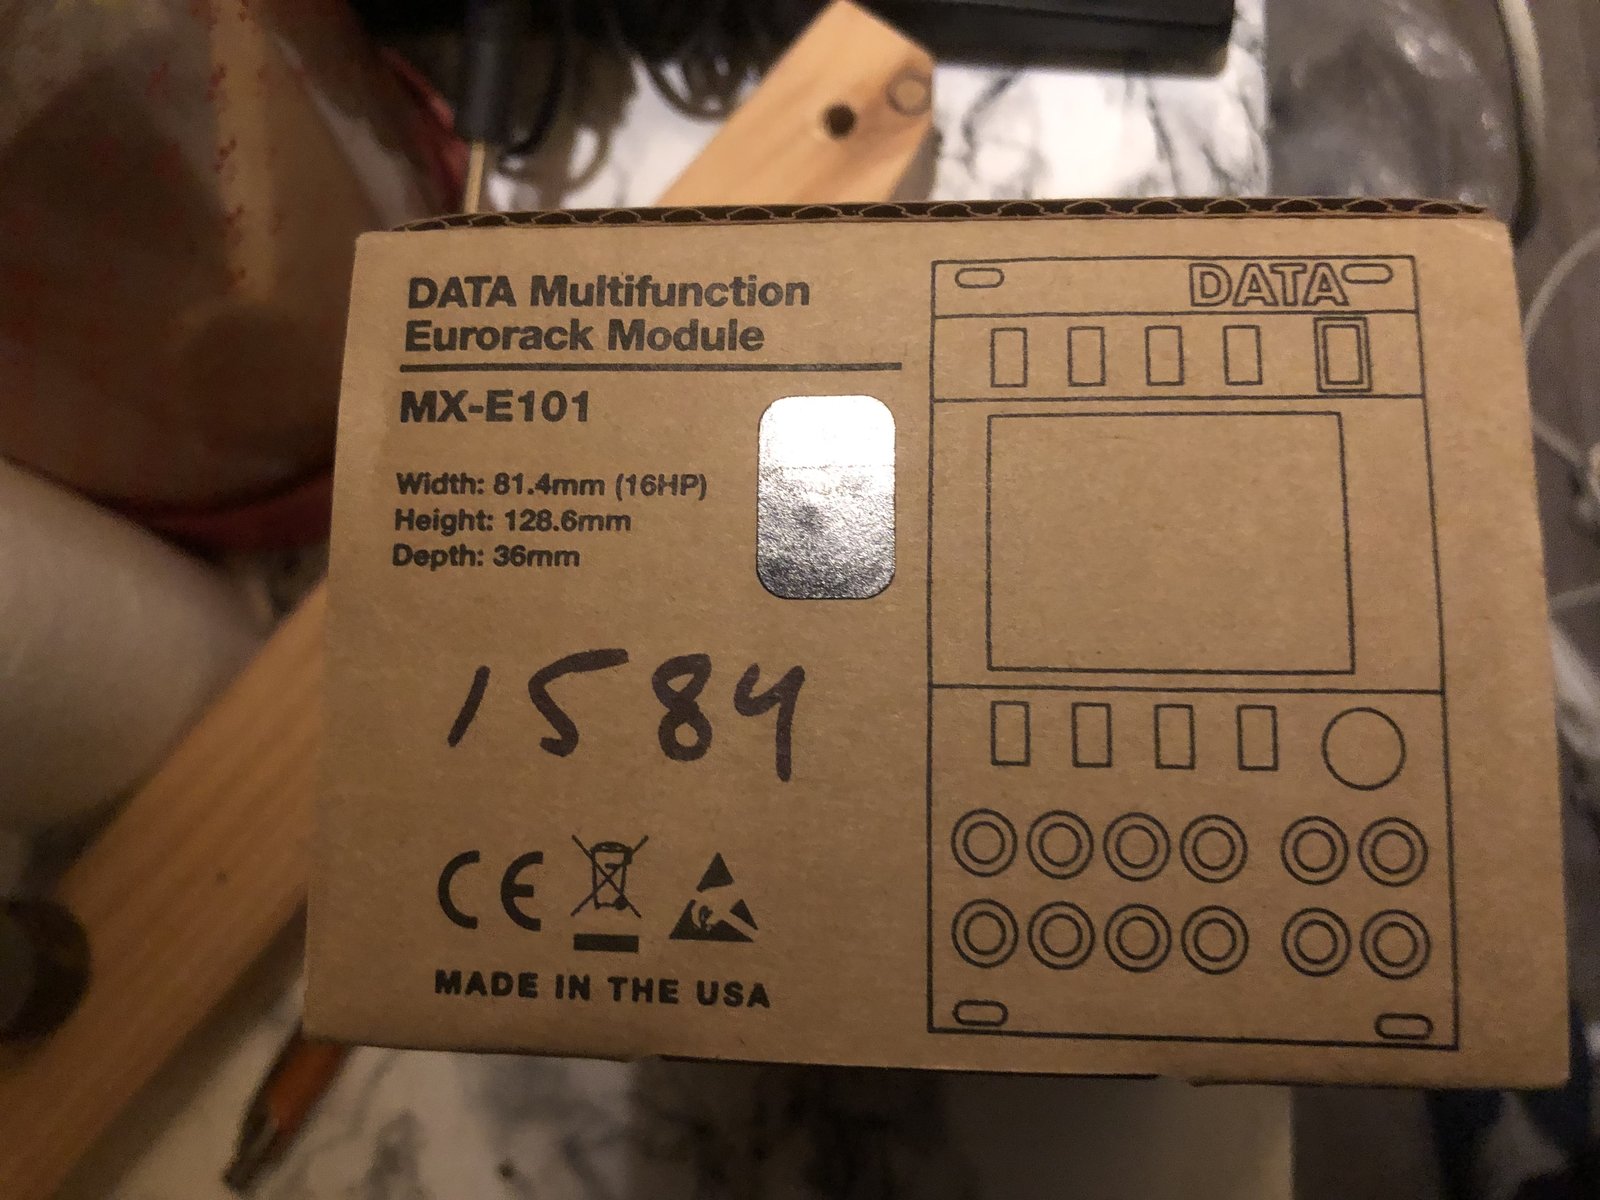 DATA Multifunction
Eurorack Module
MX-E101
Width: 81.4mm (16HP)
Height: 128.6mm
Depth: 36mm
1584
CE
MADE IN THE USA
DATA